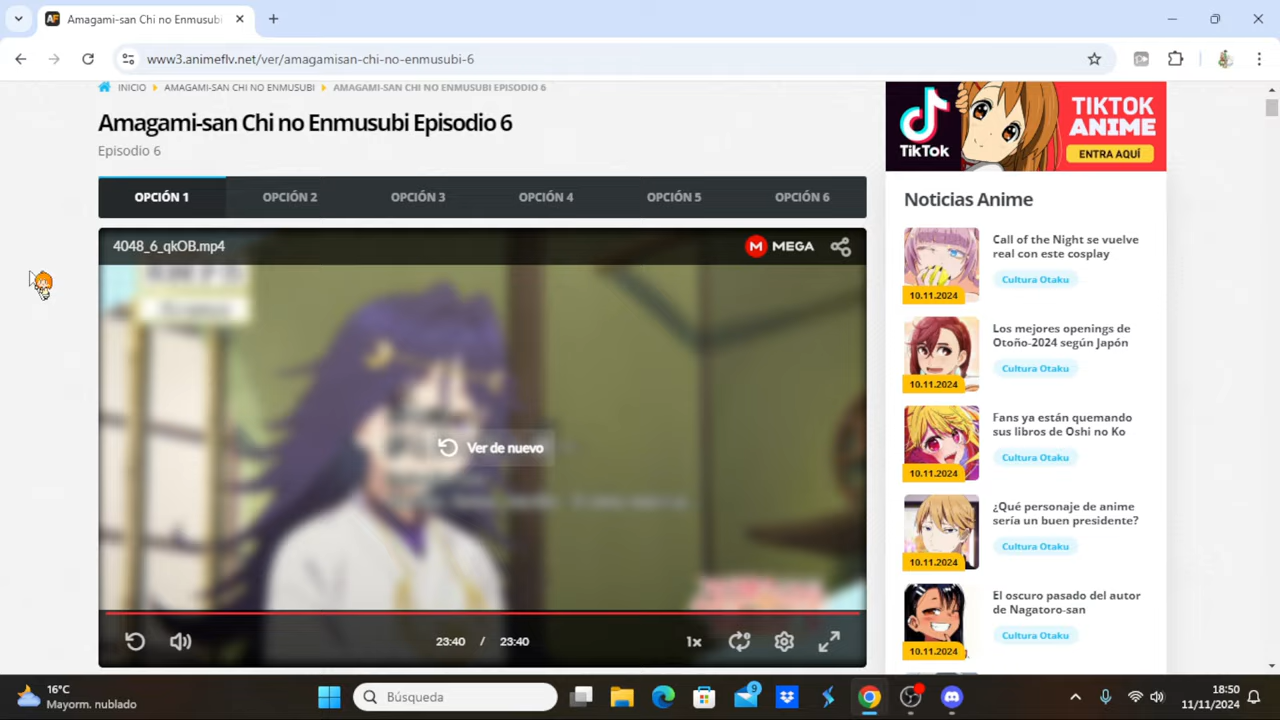 Amagami-san Chi no Enmusubi
www3.animeflv.net/ver/amagamisan-chi-no-enmusubi-6
INICIO AMAGAMI-SAN CHI NO ENMUSUBI AMAGAMI-SAN CHI NO ENMUSUBI EPISODIO 6
Amagami-san Chi no Enmusubi Episodio 6
Episodio 6
OPCIÓN 1 OPCIÓN 2 OPCIÓN 3 OPCIÓN 4 OPCIÓN 5 OPCIÓN 6
4048_6_qkOB.mp4
M MEGA
Ver de nuevo
23:40 / 23:40
1x
TikTok
TIKTOK
ANIME
ENTRA AQUÍ
Noticias Anime
Call of the Night se vuelve
real con este cosplay
Cultura Otaku
10.11.2024
Los mejores openings de
Otoño-2024 según Japón
Cultura Otaku
10.11.2024
Fans ya están quemando
sus libros de Oshi no Ko
Cultura Otaku
10.11.2024
¿Qué personaje de anime
sería un buen presidente?
Cultura Otaku
10.11.2024
El oscuro pasado del autor
de Nagatoro-san
Cultura Otaku
10.11.2024
16°C
Mayorm. nublado
Búsqueda
9
18:50
11/11/2024